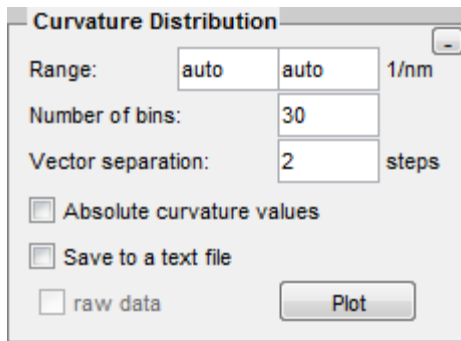 Curvature Distribution
-
Range: auto auto 1/nm
Number of bins: 30
Vector separation: 2 steps
Absolute curvature values
Save to a text file
raw data Plot